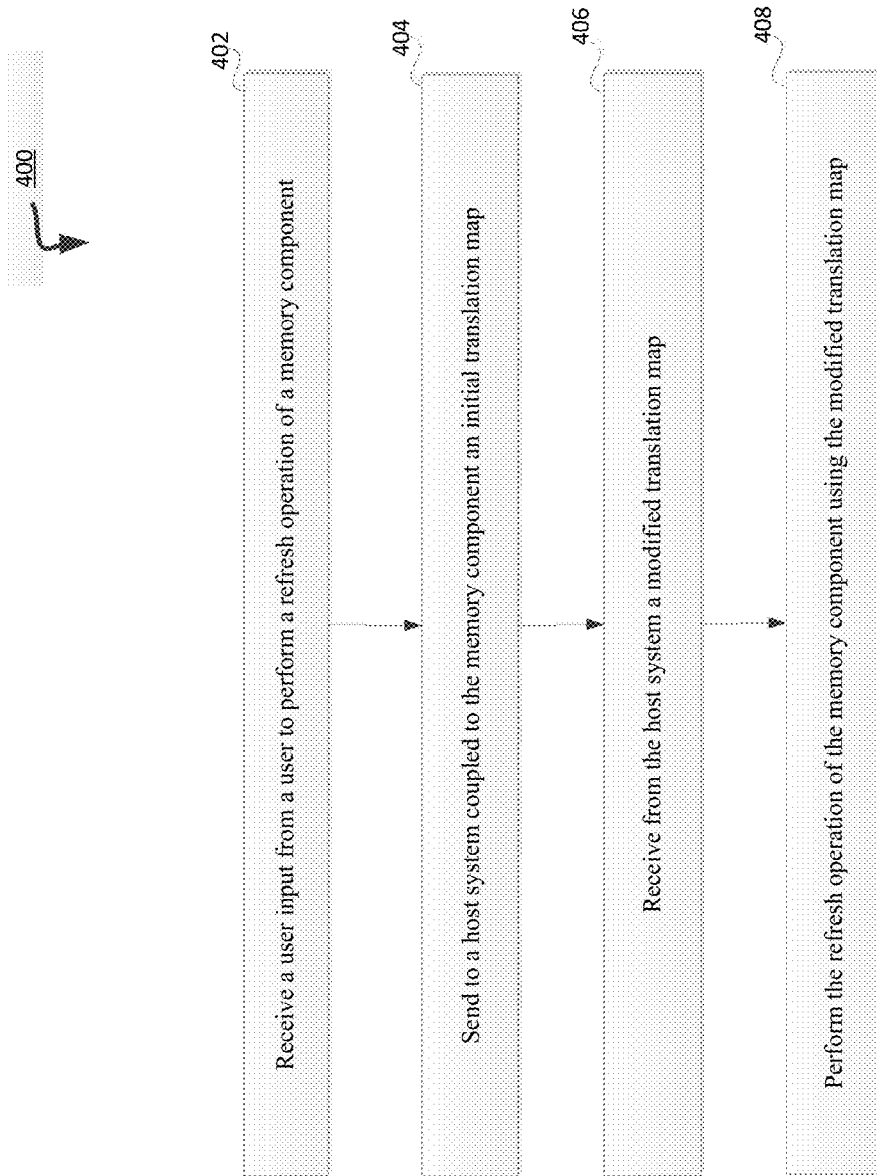 400
402
Receive a user input from a user to perform a refresh operation of a memory component
404
Send to a host system coupled to the memory component an initial translation map
406
Receive from the host system a modified translation map
408
Perform the refresh operation of the memory component using the modified translation map